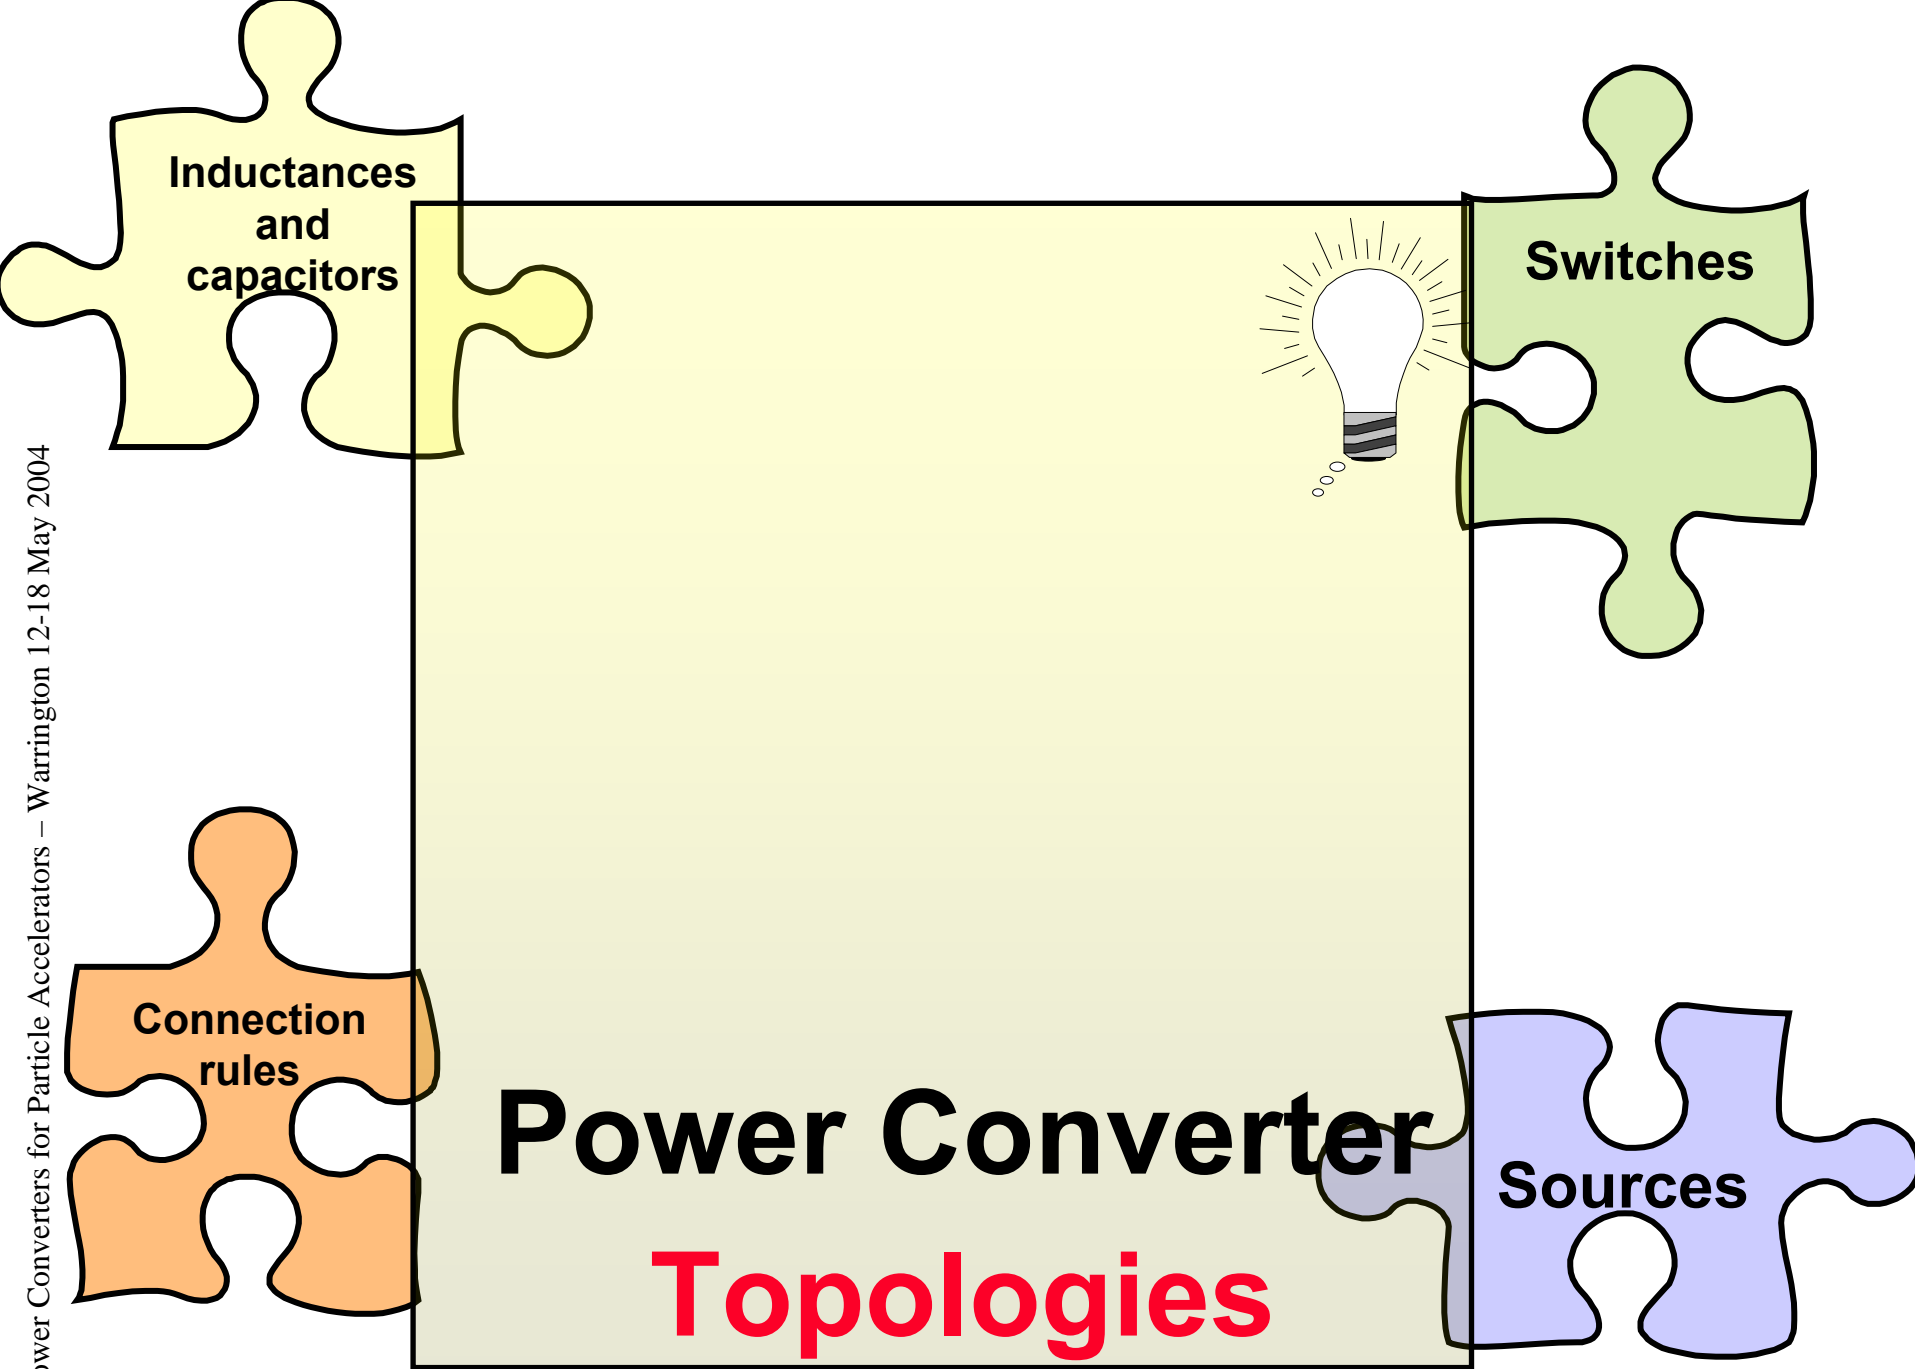 Inductances
and
capacitors
Switches
Connection
rules
Power Converter
Topologies
Sources
Converters for Particle Accelerators – Warrington 12-18 May 2004